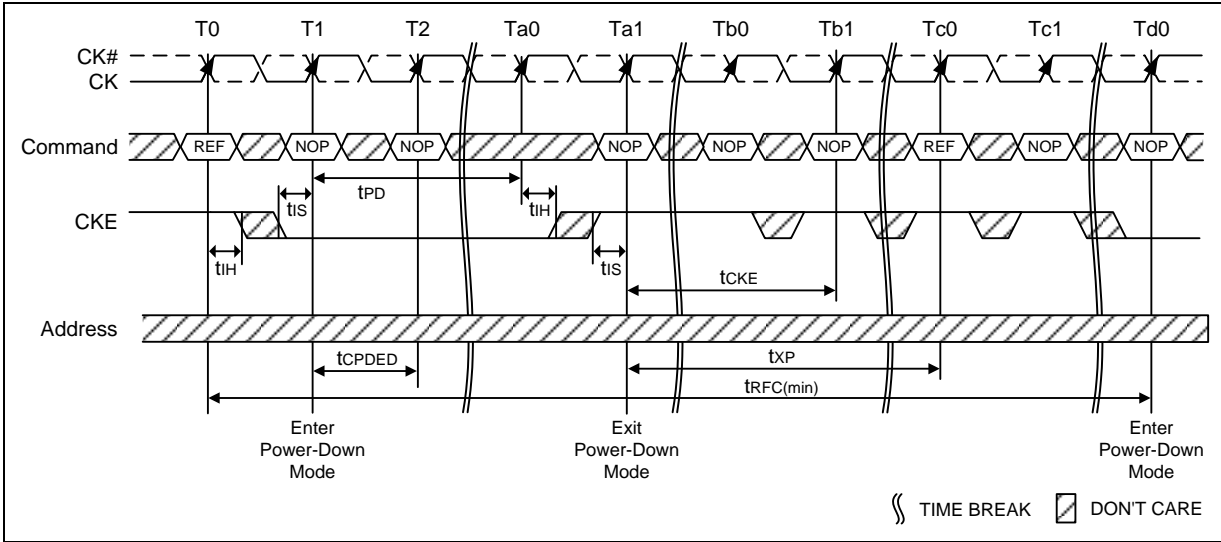 T0 T1 T2 Ta0 Ta1 Tb0 Tb1 Tc0 Tc1 Td0
CK#
CK
Command REF NOP NOP NOP NOP NOP REF NOP NOP
tPD
tIS tIH
CKE
tIH tIS
tCKE
Address
tCPDED tXP
tRFC(min)
Enter
Power-Down
Mode
Exit
Power-Down
Mode
Enter
Power-Down
Mode
TIME BREAK DON'T CARE